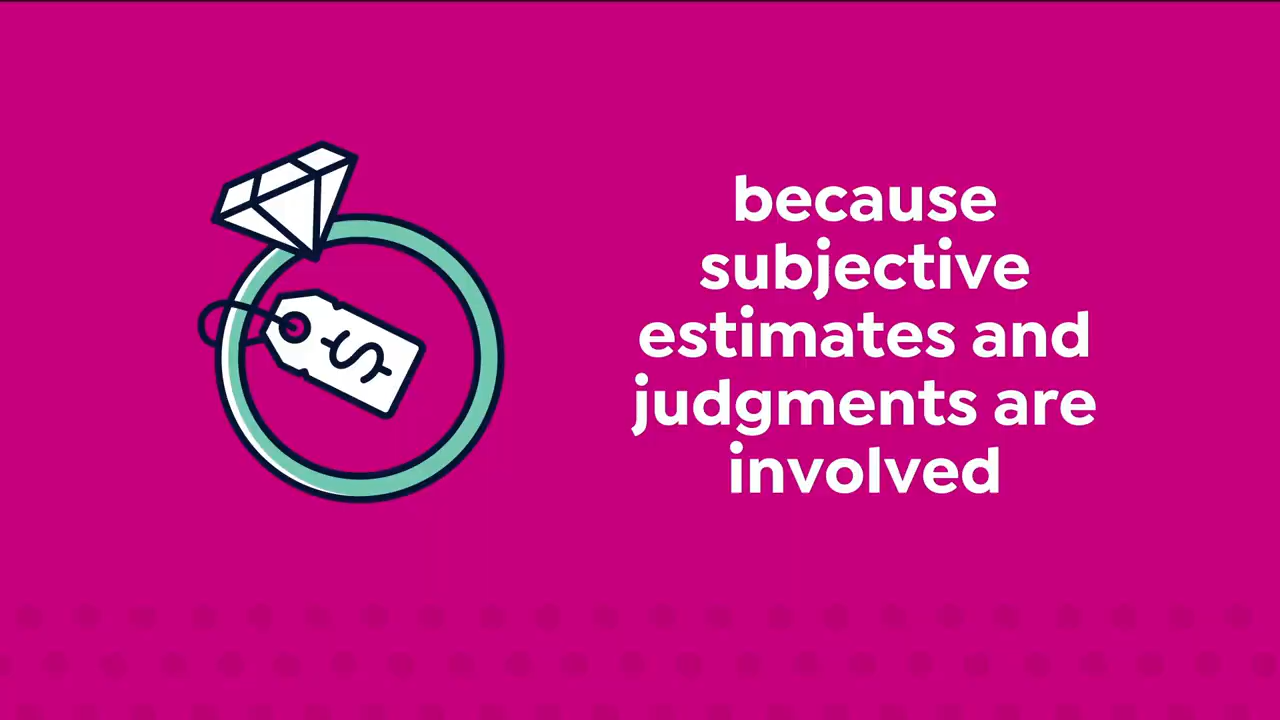 $
because
subjective
estimates and
judgments are
involved